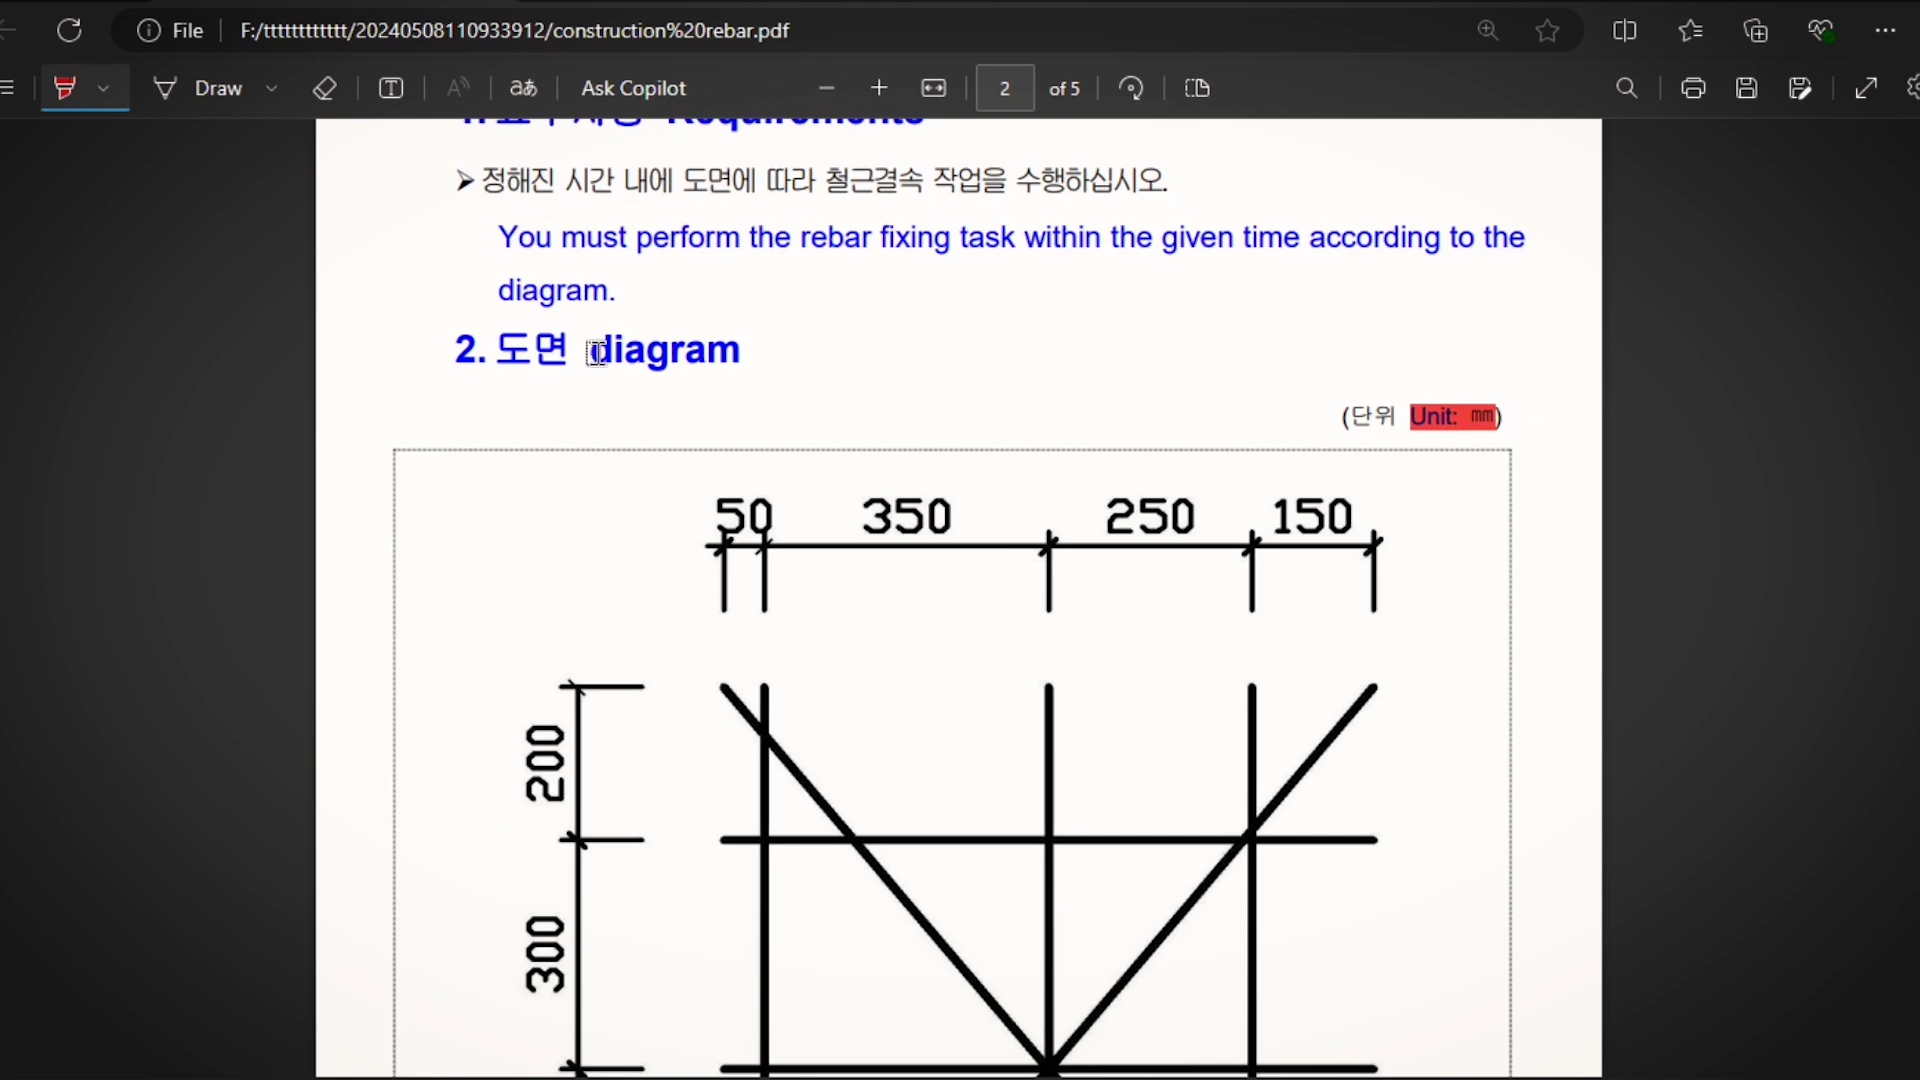 File F:/tttttttttttt/20240508110933912/construction%20rebar.pdf
Draw Ask Copilot 2 of 5
Requirements
➢ 정해진 시간 내에 도면에 따라 철근결속 작업을 수행하십시오.
You must perform the rebar fixing task within the given time according to the
diagram.
2. 도면 diagram
(단위 Unit: ㎜)
50 350 250 150
200
300